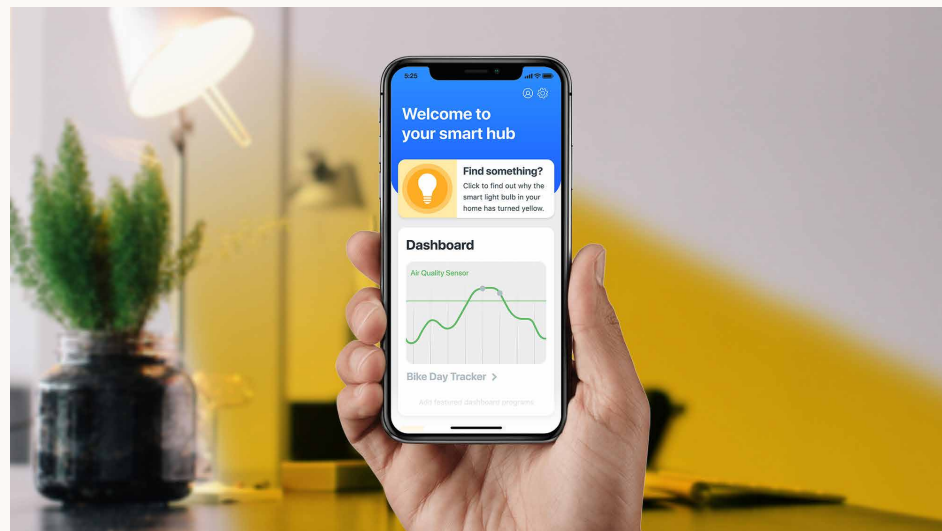 5:25
Welcome to
your smart hub
Find something?
Click to find out why the
smart light bulb in your
home has turned yellow.
Dashboard
Air Quality Sensor
Bike Day Tracker >
add featured dashboard programs